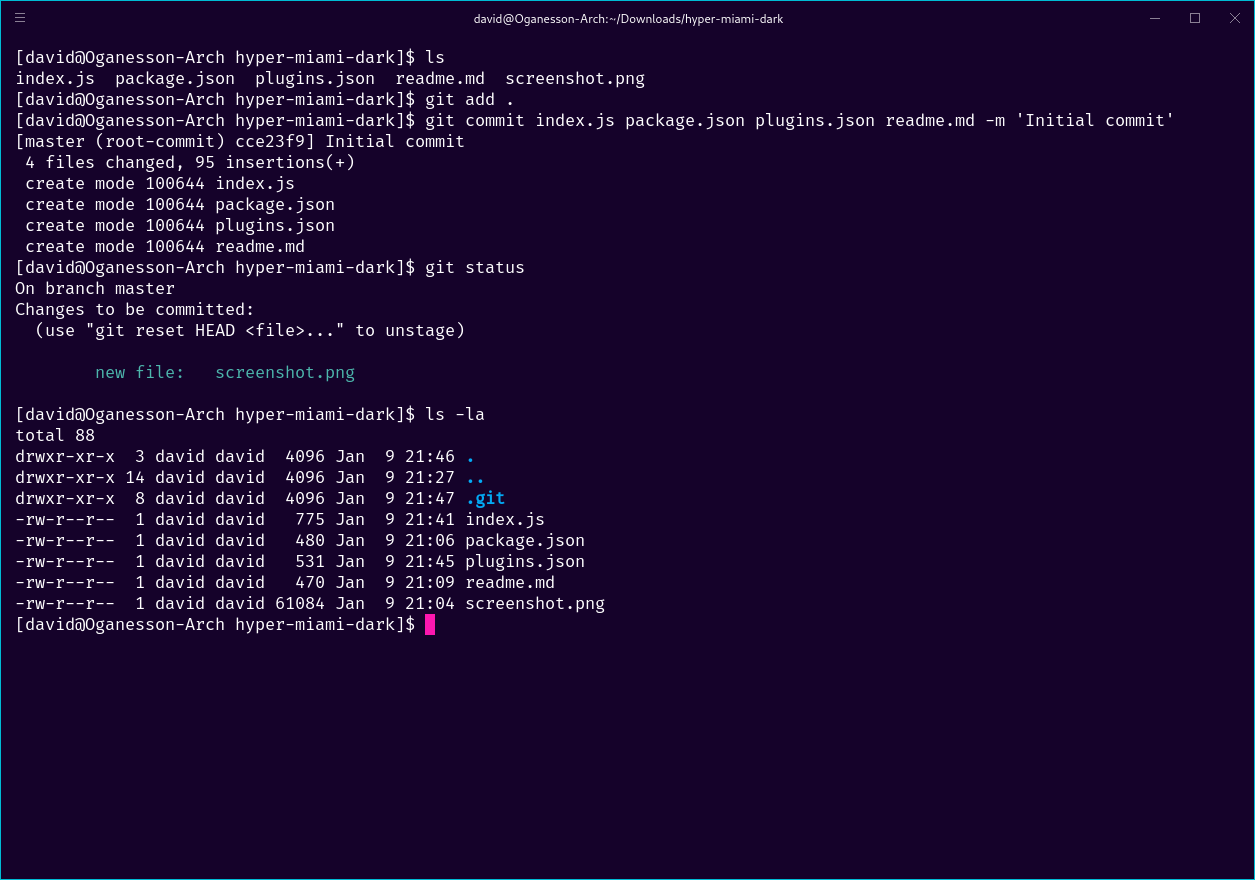 david@Oganesson-Arch:~/Downloads/hyper-miami-dark
[david@Oganesson-Arch hyper-miami-dark]$ ls
index.js  package.json  plugins.json  readme.md  screenshot.png
[david@Oganesson-Arch hyper-miami-dark]$ git add .
[david@Oganesson-Arch hyper-miami-dark]$ git commit index.js package.json plugins.json readme.md -m 'Initial commit'
[master (root-commit) cce23f9] Initial commit
 4 files changed, 95 insertions(+)
 create mode 100644 index.js
 create mode 100644 package.json
 create mode 100644 plugins.json
 create mode 100644 readme.md
[david@Oganesson-Arch hyper-miami-dark]$ git status
On branch master
Changes to be committed:
  (use "git reset HEAD <file>..." to unstage)

        new file:   screenshot.png

[david@Oganesson-Arch hyper-miami-dark]$ ls -la
total 88
drwxr-xr-x  3 david david  4096 Jan  9 21:46 .
drwxr-xr-x 14 david david  4096 Jan  9 21:27 ..
drwxr-xr-x  8 david david  4096 Jan  9 21:47 .git
-rw-r--r--  1 david david   775 Jan  9 21:41 index.js
-rw-r--r--  1 david david   480 Jan  9 21:06 package.json
-rw-r--r--  1 david david   531 Jan  9 21:45 plugins.json
-rw-r--r--  1 david david   470 Jan  9 21:09 readme.md
-rw-r--r--  1 david david 61084 Jan  9 21:04 screenshot.png
[david@Oganesson-Arch hyper-miami-dark]$